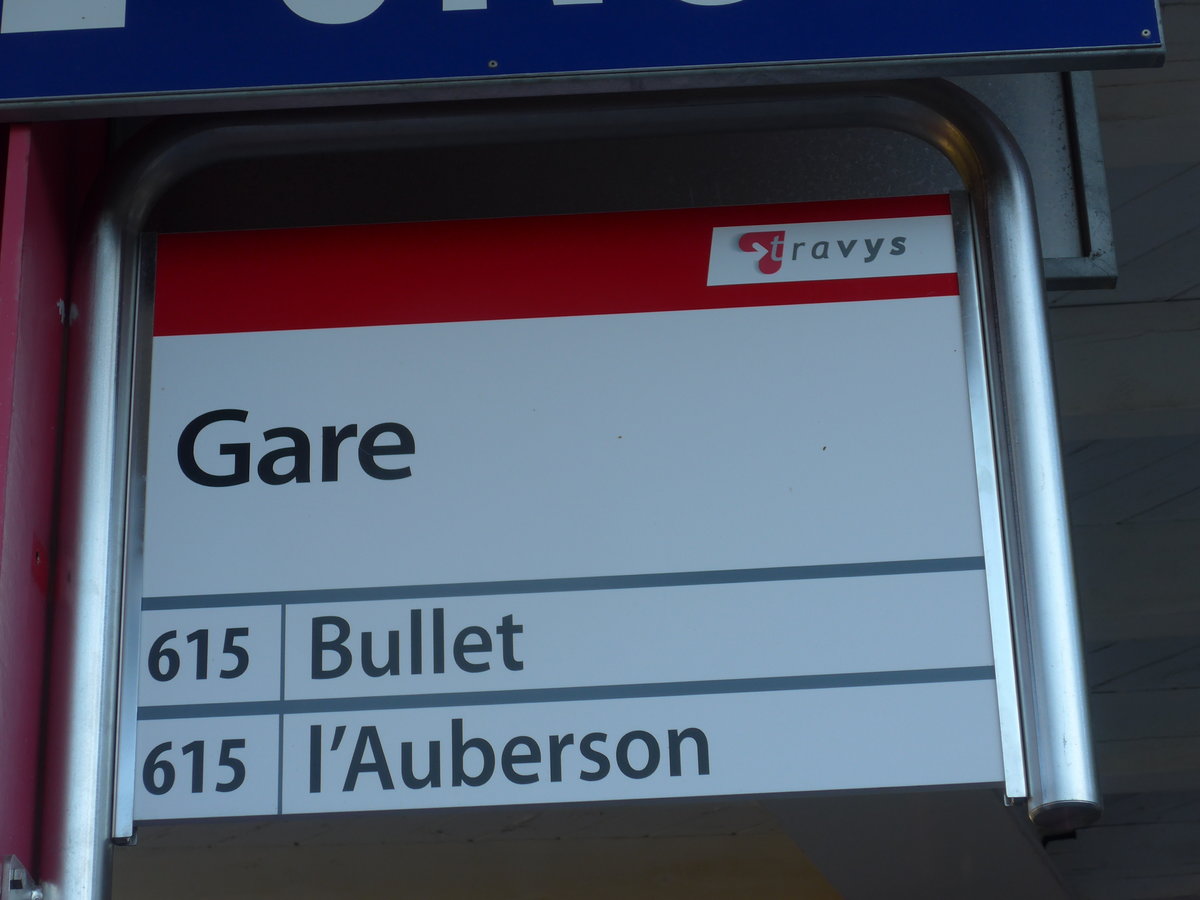 travys
Gare
615 Bullet
615 l'Auberson